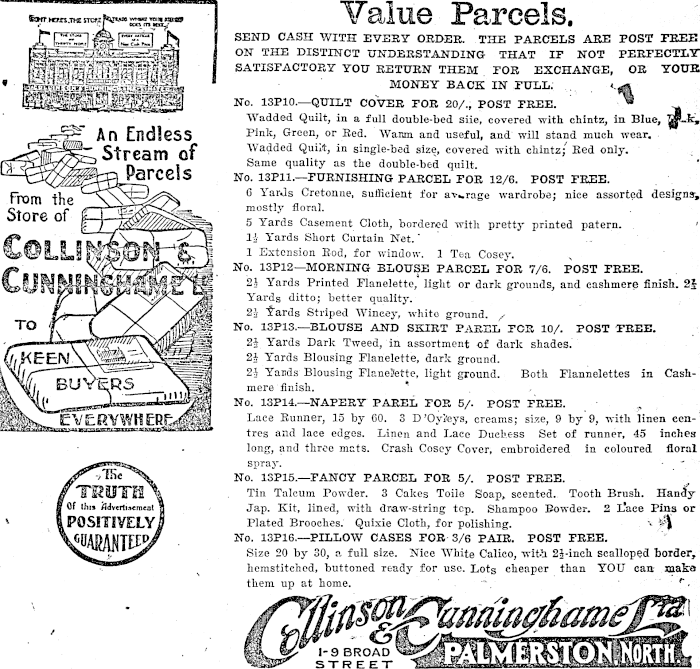 RIGHT HERE'S THE STORE
TRADE WHERE YOUR MONEY
GOES ITS BEST
An Endless
Stream of
Parcels
From the
Store of
COLLINSON &
CUNNINGHAME Ld
TO
KEEN
BUYERS
EVERYWHERE
The
TRUTH
Of this Advertisement
POSITIVELY
GUARANTEED
Value Parcels.
SEND CASH WITH EVERY ORDER. THE PARCELS ARE POST FREE
ON THE DISTINCT UNDERSTANDING THAT IF NOT PERFECTLY
SATISFACTORY YOU RETURN THEM FOR EXCHANGE, OR YOUR
MONEY BACK IN FULL.
No. 13P10.—QUILT COVER FOR 20/., POST FREE.
Wadded Quilt, in a full double-bed siie, covered with chintz, in Blue,
Pink, Green, or Red. Warm and useful, and will stand much wear.
Wadded Quilt, in single-bed size, covered with chintz; Red only.
Same quality as the double-bed quilt.
No. 13P11.—FURNISHING PARCEL FOR 12/6. POST FREE.
6 Yards Cretonne, sufficient for average wardrobe; nice assorted designs,
mostly floral.
5 Yards Casement Cloth, bordered with pretty printed patern.
1½ Yards Short Curtain Net.
1 Extension Rod, for window. 1 Tea Cosey.
No. 13P12—MORNING BLOUSE PARCEL FOR 7/6. POST FREE.
2½ Yards Printed Flanelette, light or dark grounds, and cashmere finish. 2½
Yards ditto; better quality.
2½ Yards Striped Wincey, white ground.
No. 13P13.—BLOUSE AND SKIRT PAREL FOR 10/. POST FREE.
2½ Yards Dark Tweed, in assortment of dark shades.
2½ Yards Blousing Flanelette, dark ground.
2½ Yards Blousing Flanelette, light ground. Both Flannelettes in Cash-
mere finish.
No. 13P14.—NAPERY PAREL FOR 5/. POST FREE.
Lace Runner, 15 by 60. 3 D'Oyleys, creams; size, 9 by 9, with linen cen-
tres and lace edges. Linen and Lace Duchess Set of runner, 45 inches
long, and three mats. Crash Cosey Cover, embroidered in coloured floral
spray.
No. 13P15.—FANCY PARCEL FOR 5/. POST FREE.
Tin Talcum Powder. 3 Cakes Toile Soap, scented. Tooth Brush. Handy
Jap. Kit, lined, with draw-string top. Shampoo Bowder. 2 Lace Pins or
Plated Brooches. Quixie Cloth, for polishing.
No. 13P16.—PILLOW CASES FOR 3/6 PAIR. POST FREE.
Size 20 by 30, a full size. Nice White Calico, with 2½-inch scalloped border,
hemstitched, buttoned ready for use. Lots cheaper than YOU can make
them up at home.
Collinson & Cunninghame Ltd
1-9 BROAD
STREET
PALMERSTON NORTH.